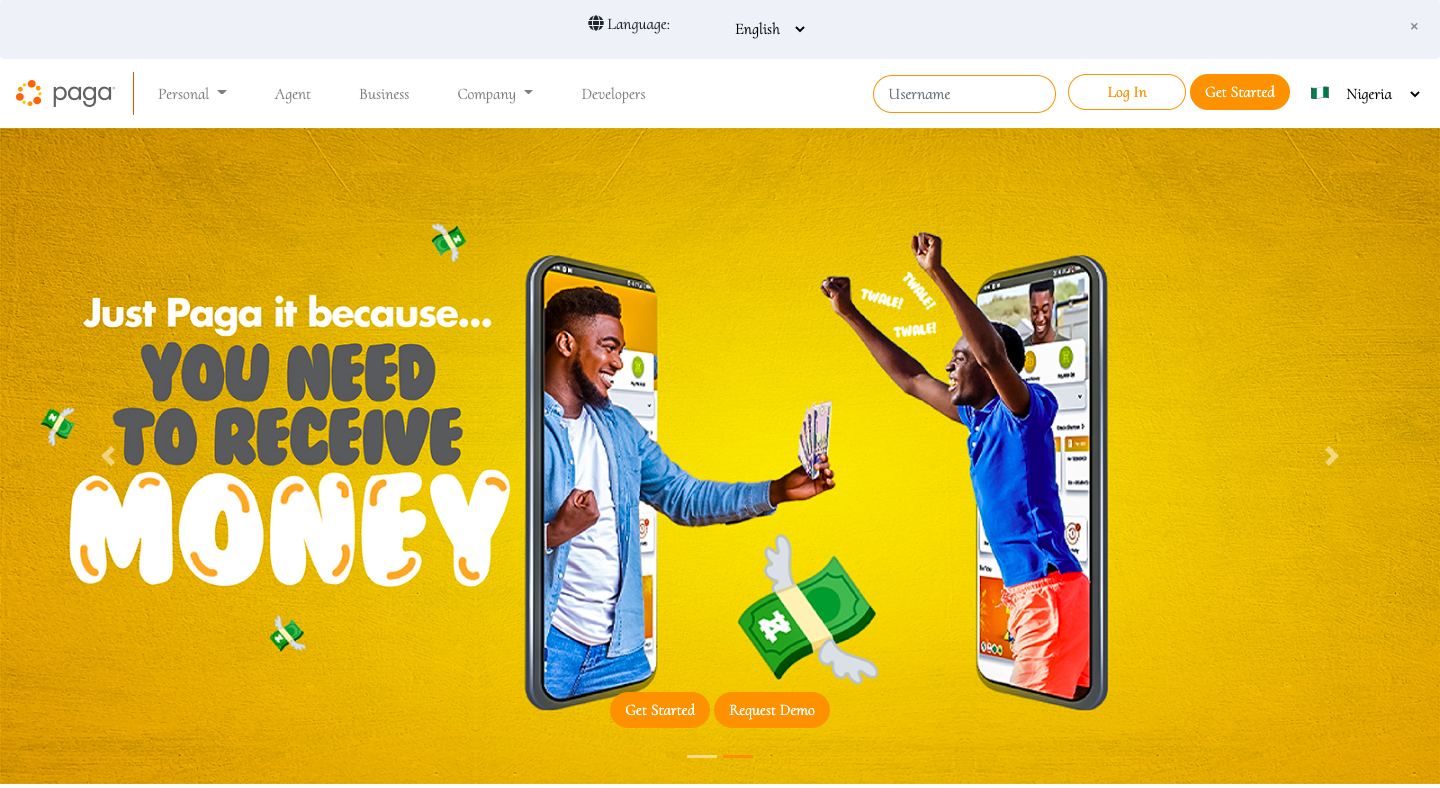 Language:
English
×
paga
Personal
Agent
Business
Company
Developers
Username
Log In
Get Started
Nigeria
Just Paga it because...
YOU NEED
TO RECEIVE
MONEY
TWALE!
TWALE!
TWALE!
Get Started
Request Demo